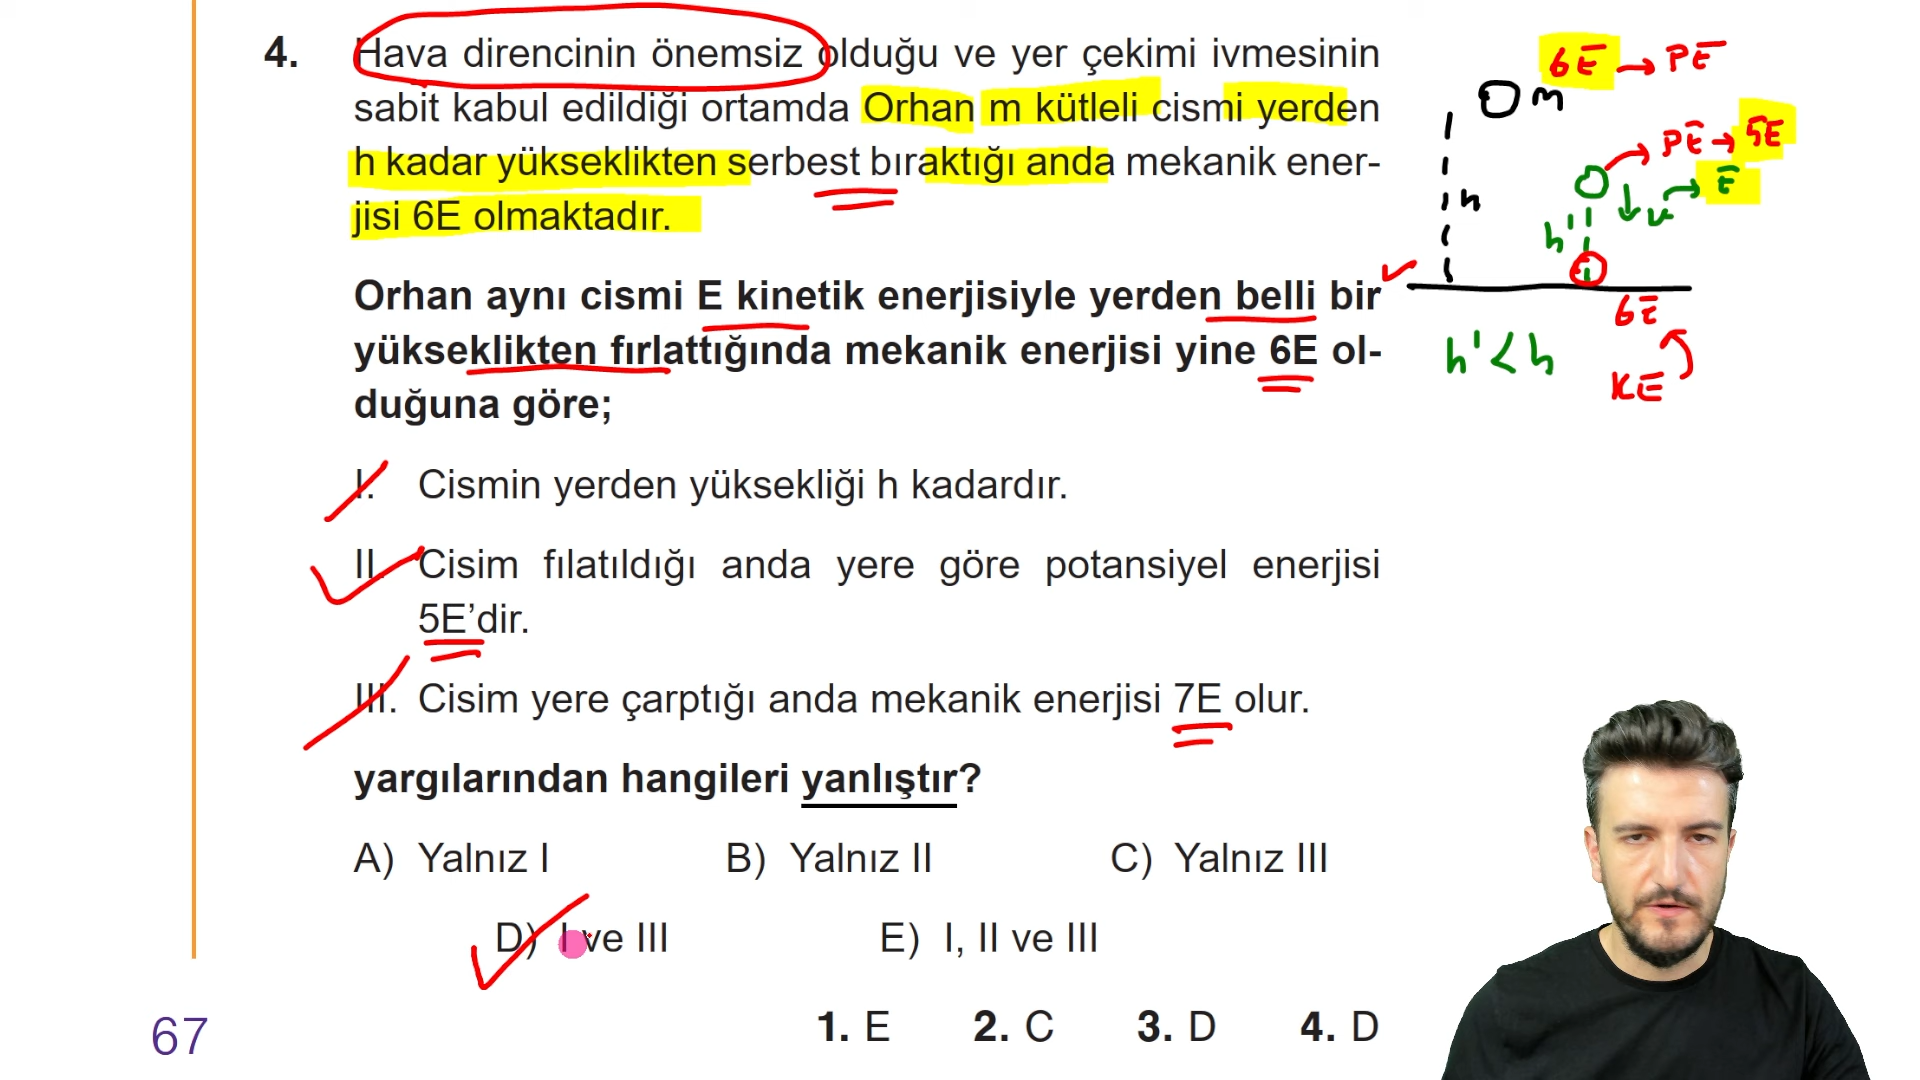 4. Hava direncinin önemsiz olduğu ve yer çekimi ivmesinin
sabit kabul edildiği ortamda Orhan m kütleli cismi yerden
h kadar yükseklikten serbest bıraktığı anda mekanik ener-
jisi 6E olmaktadır.
Orhan aynı cismi E kinetik enerjisiyle yerden belli bir
yükseklikten fırlattığında mekanik enerjisi yine 6E ol-
duğuna göre;
I. Cismin yerden yüksekliği h kadardır.
II. Cisim fılatıldığı anda yere göre potansiyel enerjisi
5E’dir.
III. Cisim yere çarptığı anda mekanik enerjisi 7E olur.
yargılarından hangileri yanlıştır?
A) Yalnız I B) Yalnız II C) Yalnız III
D) I ve III E) I, II ve III
1. E 2. C 3. D 4. D
67
6E → PE
m
PE → 5E
h
v → E
h'
6E
h' < h
KE